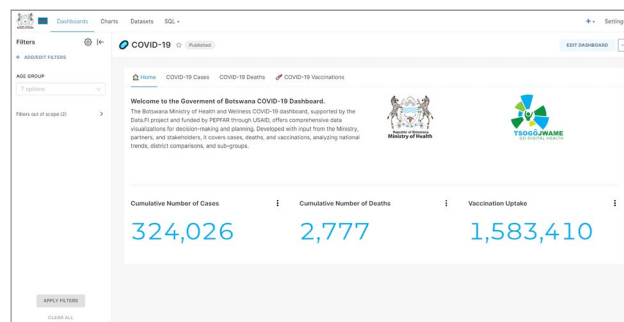 Dashboards Charts Datasets SQL
Settings
Filters
COVID-19 Published
EDIT DASHBOARD
+ ADD/EDIT FILTERS
Home COVID-19 Cases COVID-19 Deaths COVID-19 Vaccinations
AGE GROUP
7 options
Filters out of scope (2)
Welcome to the Goverment of Botswana COVID-19 Dashboard.
The Botswana Ministry of Health and Wellness COVID-19 dashboard, supported by the
Data.FI project and funded by PEPFAR through USAID, offers comprehensive data
visualizations for decision-making and planning. Developed with input from the Ministry,
partners, and stakeholders, it covers cases, deaths, and vaccinations, analyzing national
trends, district comparisons, and sub-groups.
Republic of Botswana
Ministry of Health
TSOGÔJWAME
GO DIGITAL HEALTH
Cumulative Number of Cases
324,026
Cumulative Number of Deaths
2,777
Vaccination Uptake
1,583,410
APPLY FILTERS
CLEAR ALL